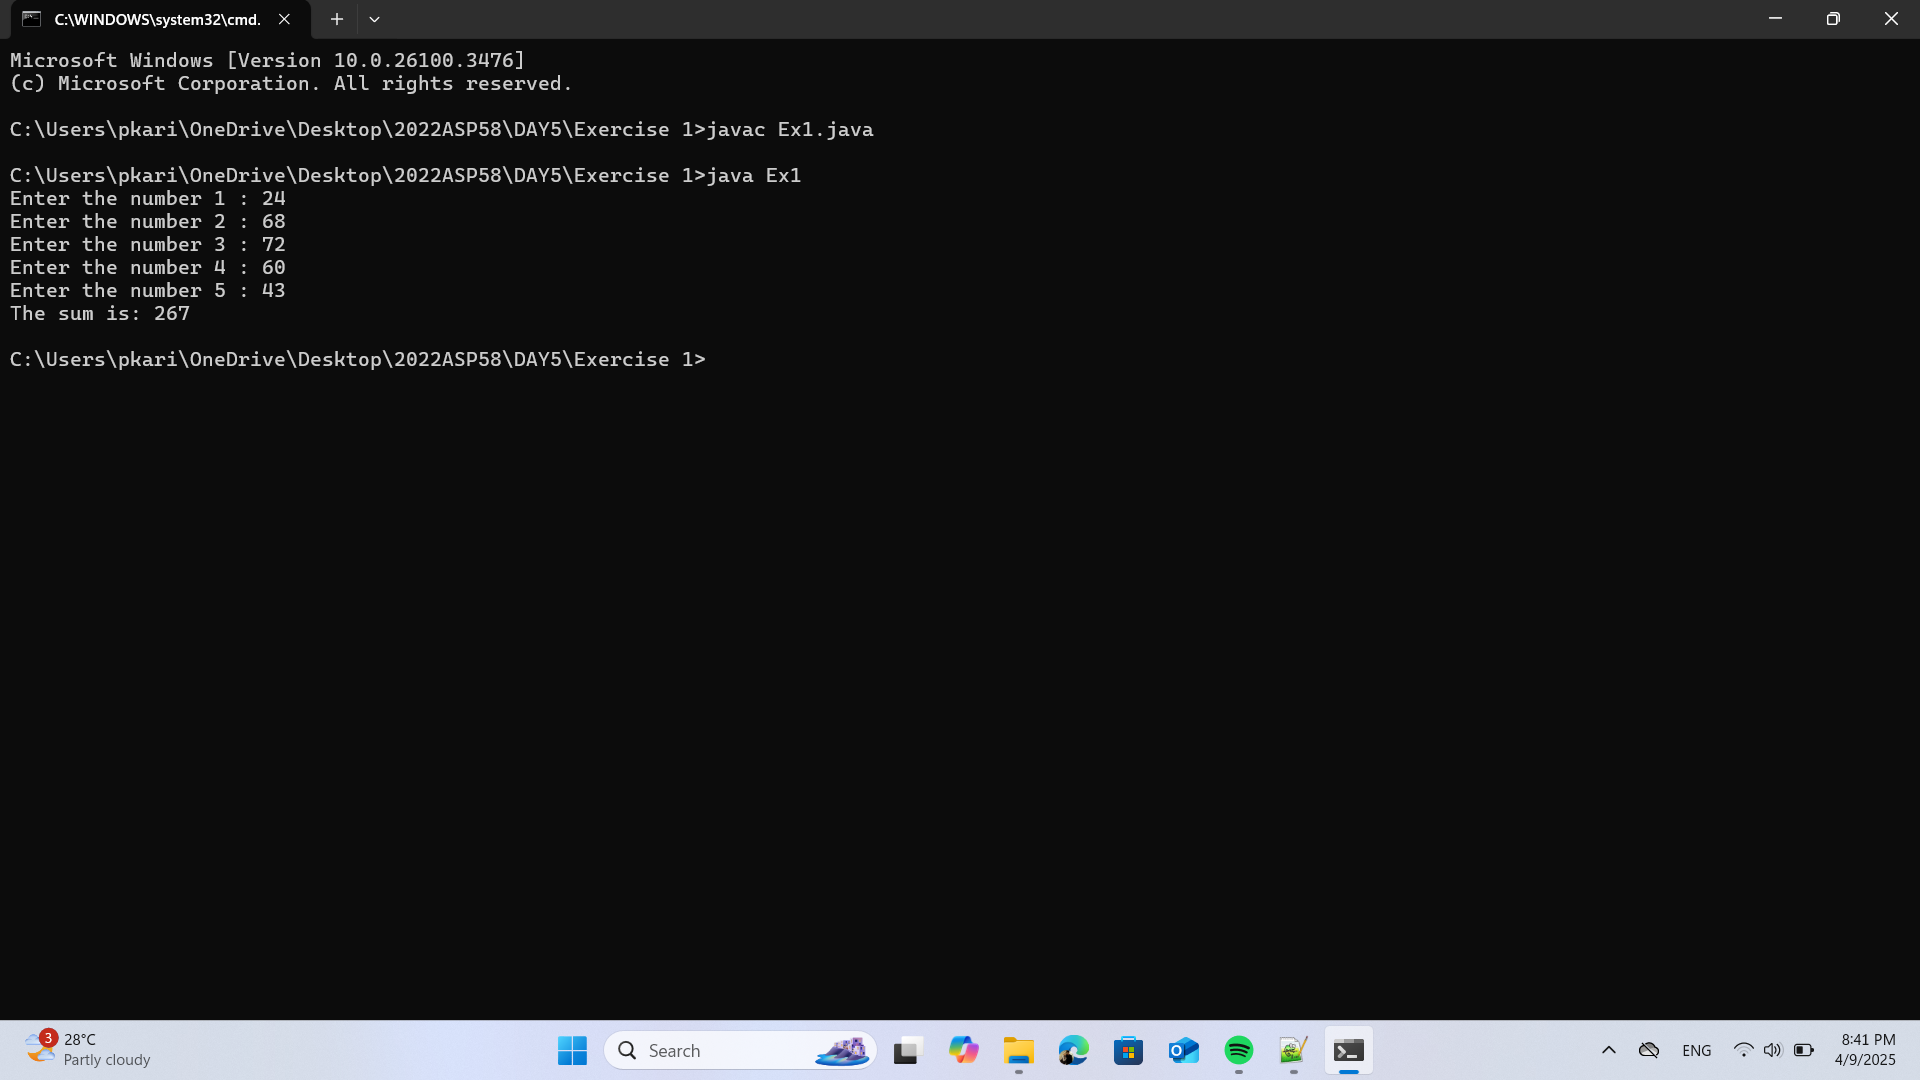 C:\WINDOWS\system32\cmd.
Microsoft Windows [Version 10.0.26100.3476]
(c) Microsoft Corporation. All rights reserved.
C:\Users\pkari\OneDrive\Desktop\2022ASP58\DAY5\Exercise 1>javac Ex1.java
C:\Users\pkari\OneDrive\Desktop\2022ASP58\DAY5\Exercise 1>java Ex1
Enter the number 1 : 24
Enter the number 2 : 68
Enter the number 3 : 72
Enter the number 4 : 60
Enter the number 5 : 43
The sum is: 267
C:\Users\pkari\OneDrive\Desktop\2022ASP58\DAY5\Exercise 1>
3
28°C
Partly cloudy
Search
ENG
8:41 PM
4/9/2025